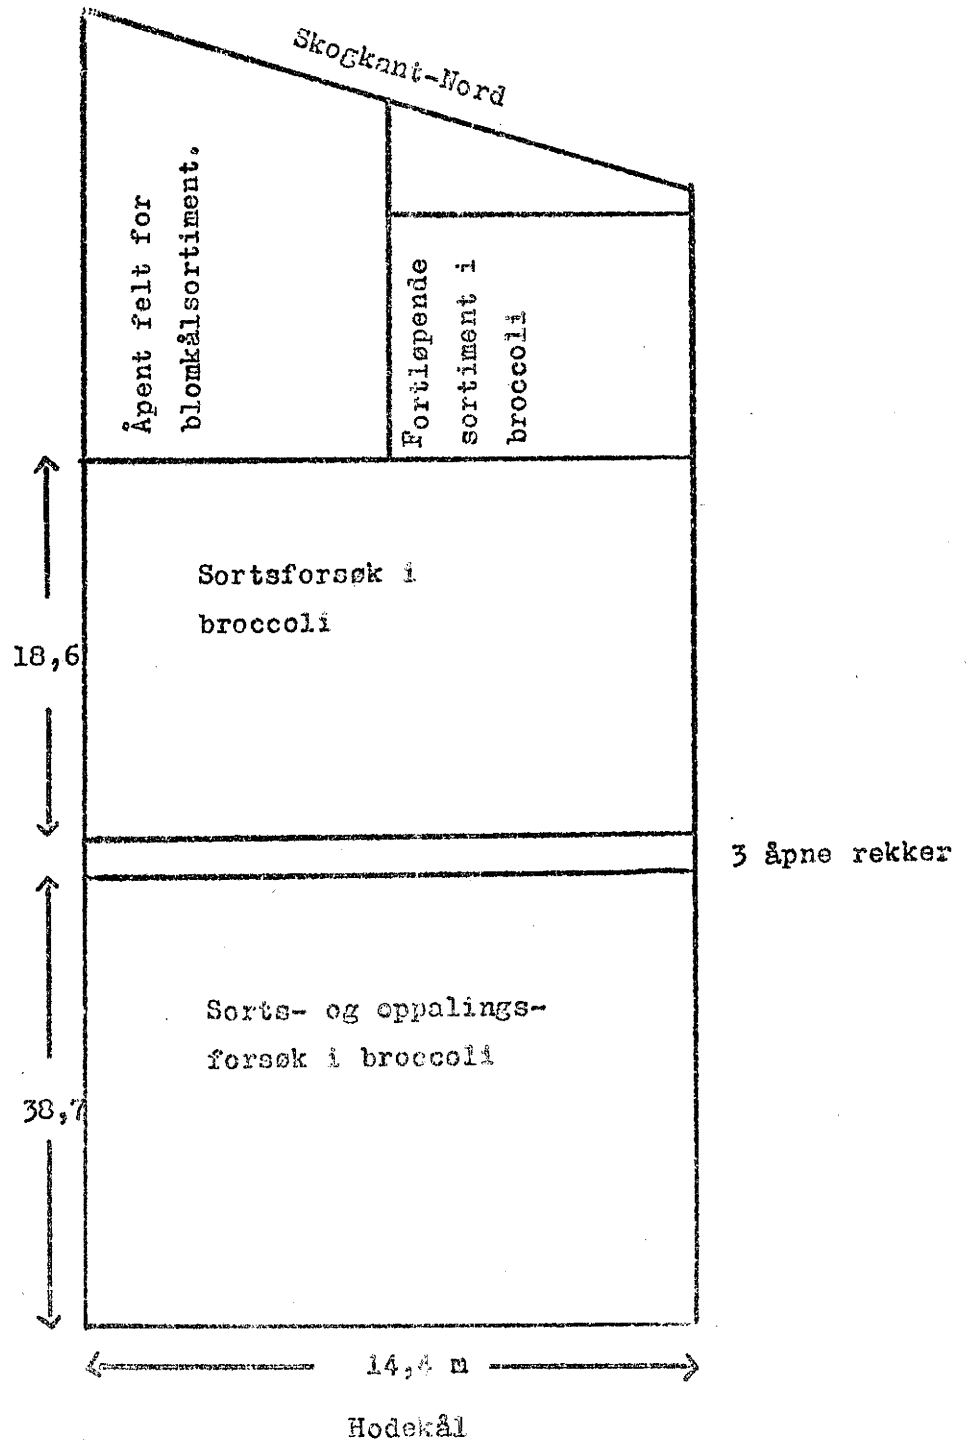 Skogkant-Nord
Åpent felt for
blomkålsortiment.
Fortløpende
sortiment i
broccoli
Sortsforsøk i
broccoli
18,6
3 åpne rekker
Sorts- og oppalings-
forsøk i broccoli
38,7
14,4 m
Hodekål